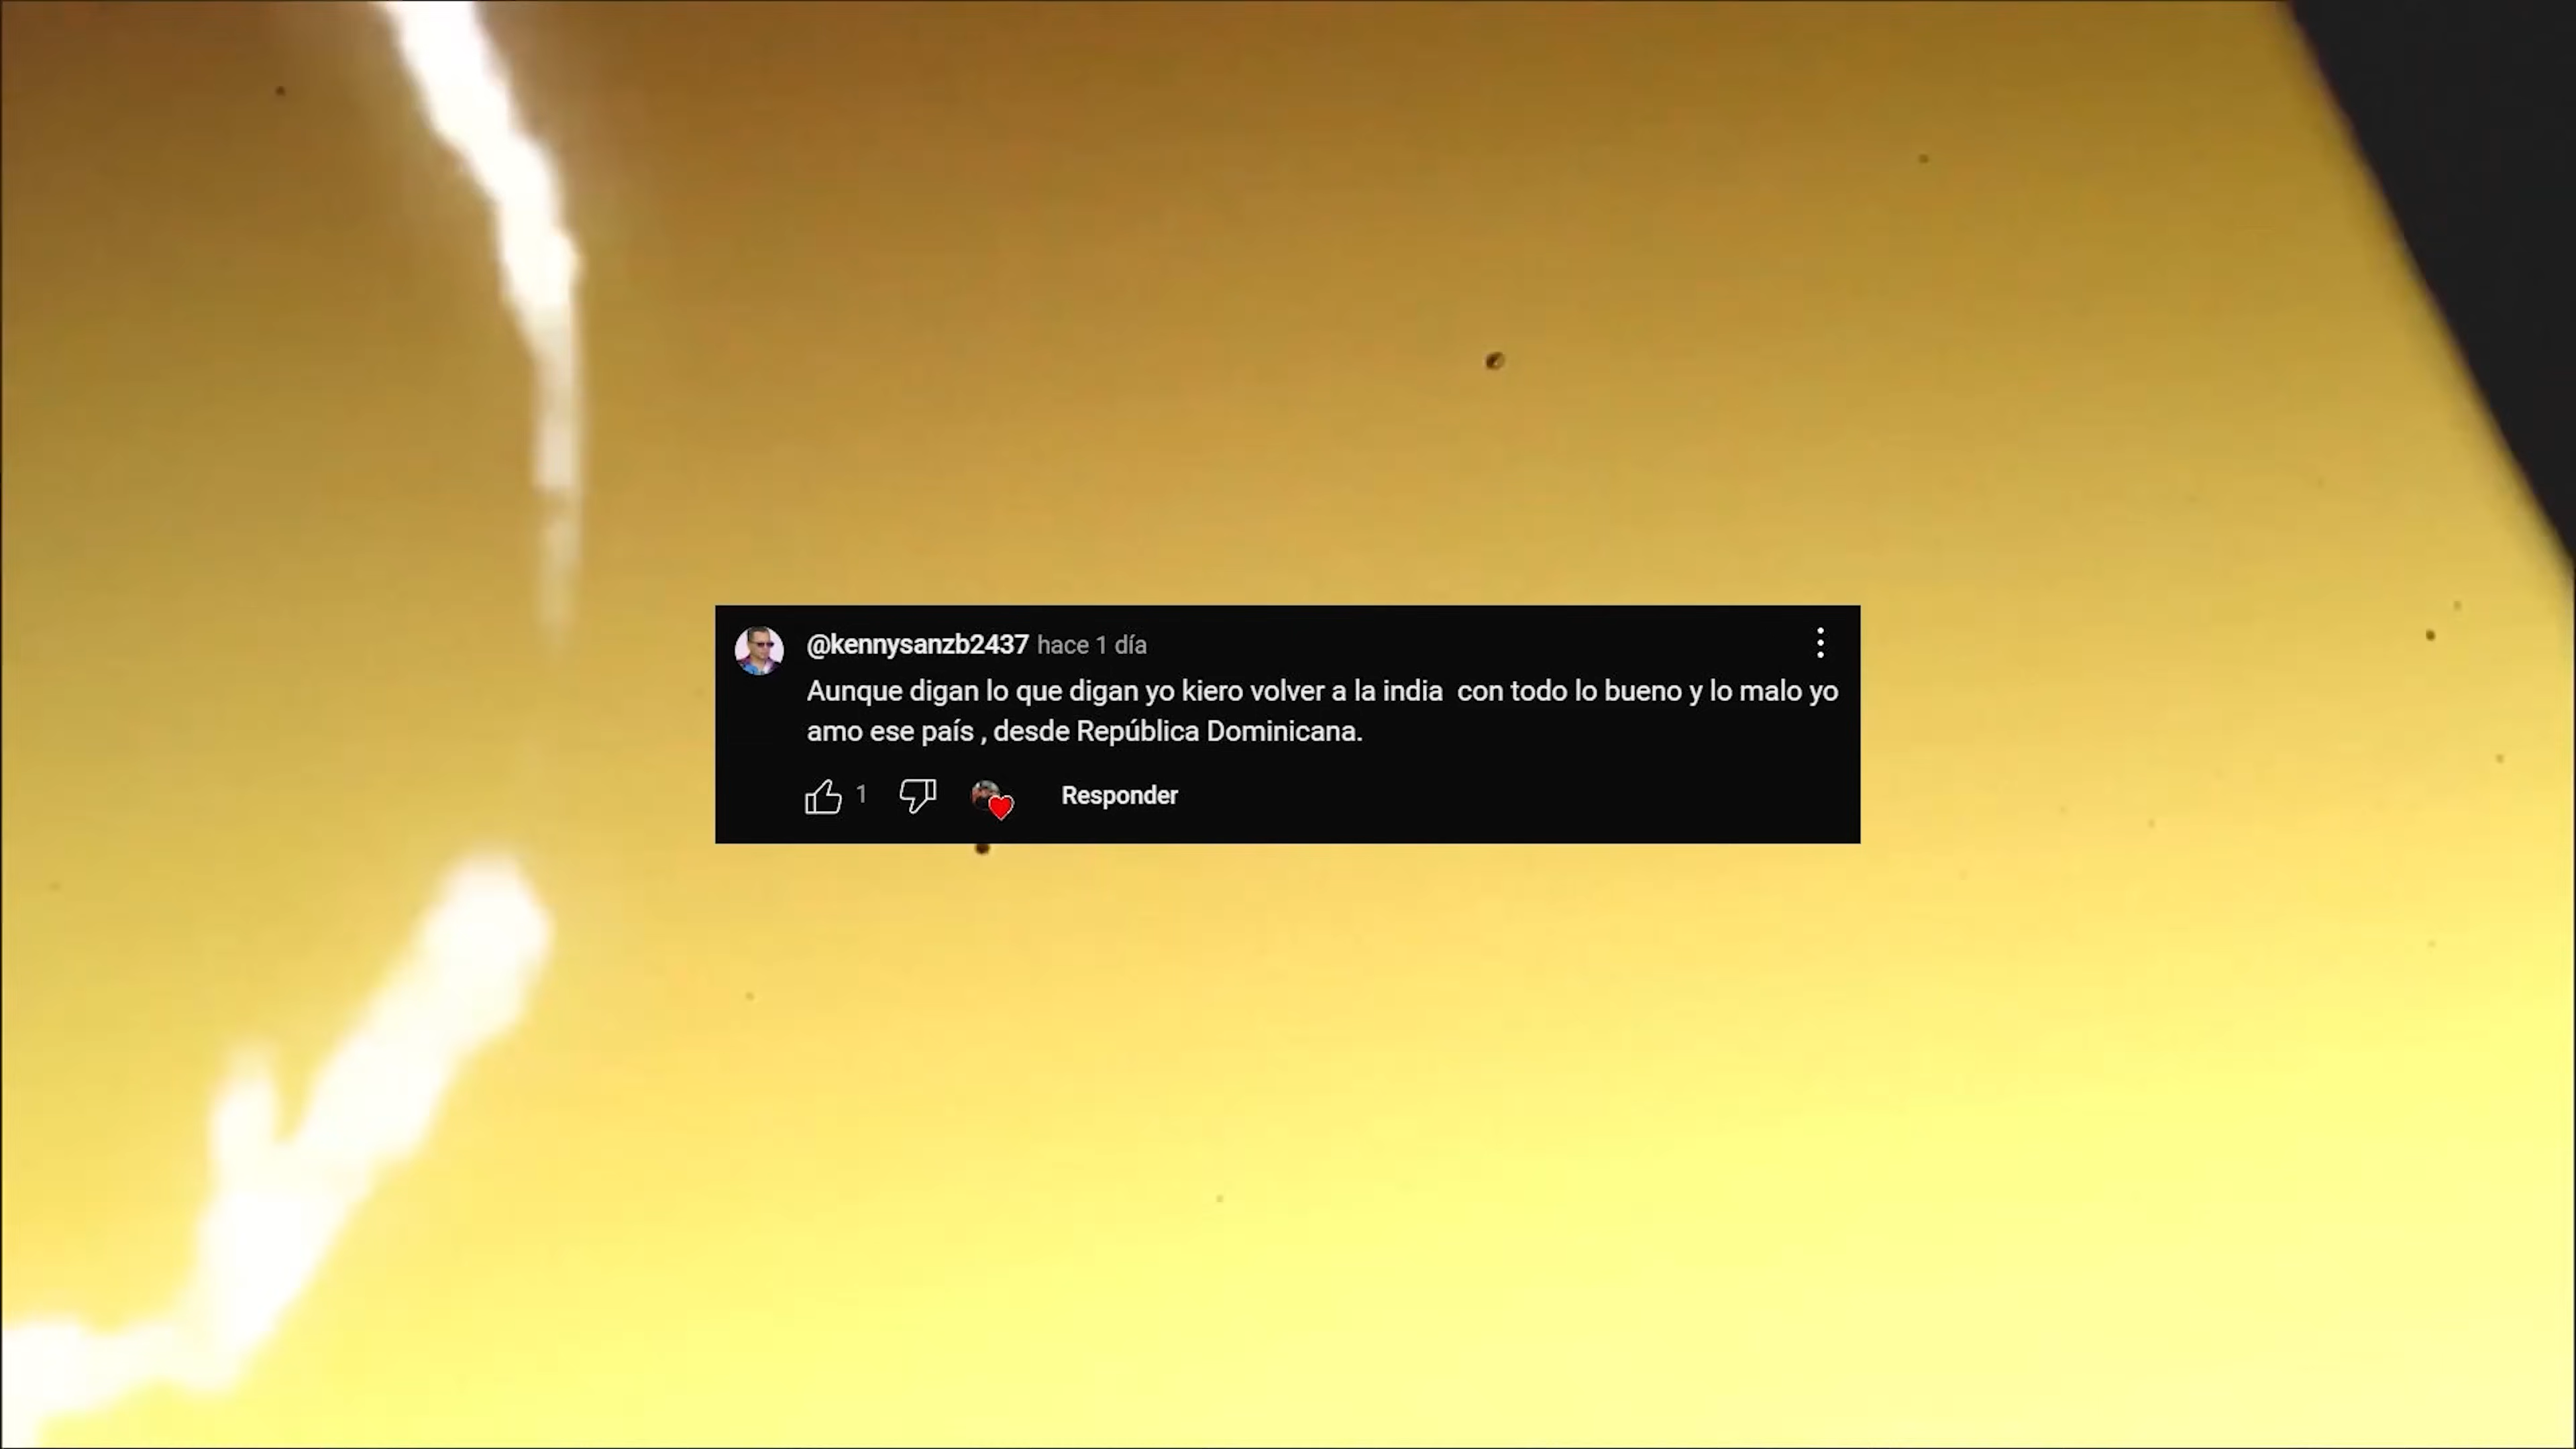 @kennysanzb2437 hace 1 día
Aunque digan lo que digan yo kiero volver a la india  con todo lo bueno y lo malo yo
amo ese país , desde República Dominicana.
1 Responder